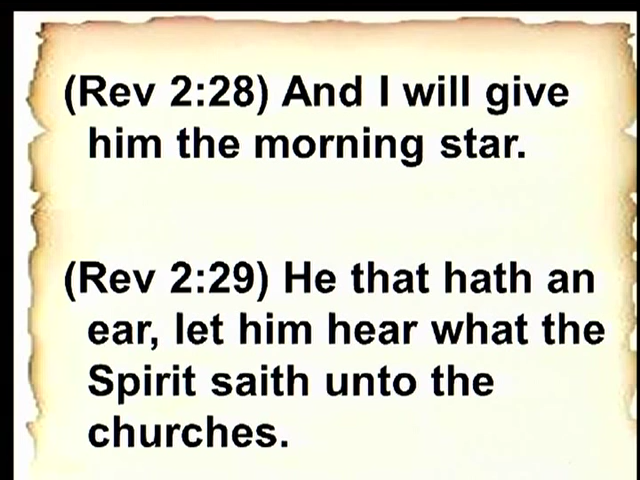 (Rev 2:28) And I will give
him the morning star.
(Rev 2:29) He that hath an
ear, let him hear what the
Spirit saith unto the
churches.